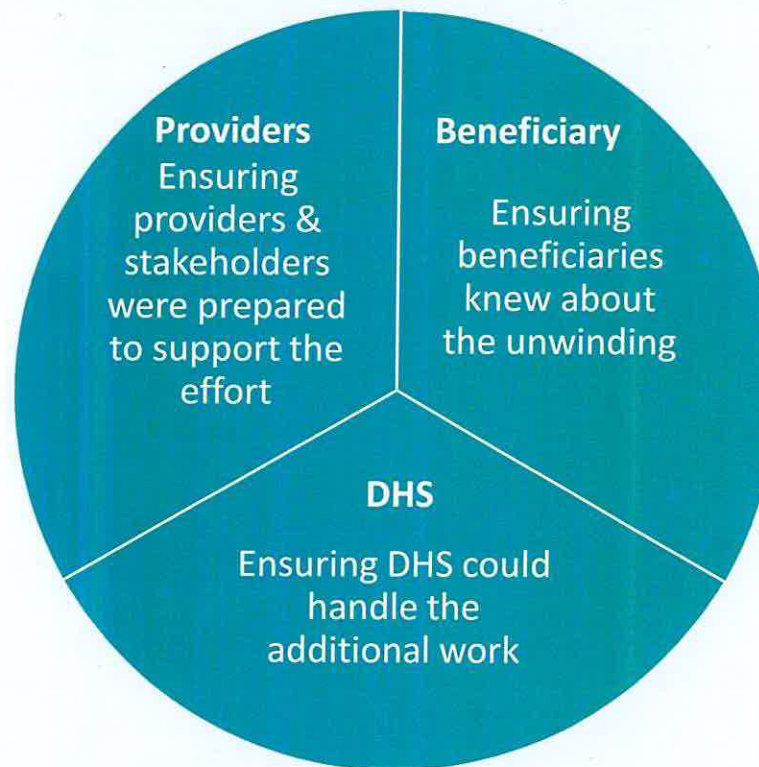 Providers
Ensuring
providers &
stakeholders
were prepared
to support the
effort
Beneficiary
Ensuring
beneficiaries
knew about
the unwinding
DHS
Ensuring DHS could
handle the
additional work